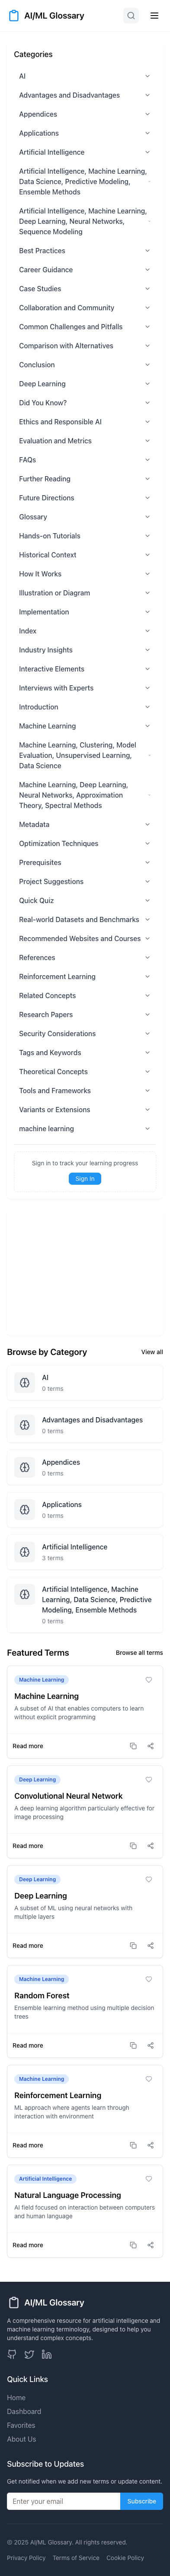 AI/ML Glossary
Categories
AI
Advantages and Disadvantages
Appendices
Applications
Artificial Intelligence
Artificial Intelligence, Machine Learning,
Data Science, Predictive Modeling,
Ensemble Methods
Artificial Intelligence, Machine Learning,
Deep Learning, Neural Networks,
Sequence Modeling
Best Practices
Career Guidance
Case Studies
Collaboration and Community
Common Challenges and Pitfalls
Comparison with Alternatives
Conclusion
Deep Learning
Did You Know?
Ethics and Responsible AI
Evaluation and Metrics
FAQs
Further Reading
Future Directions
Glossary
Hands-on Tutorials
Historical Context
How It Works
Illustration or Diagram
Implementation
Index
Industry Insights
Interactive Elements
Interviews with Experts
Introduction
Machine Learning
Machine Learning, Clustering, Model
Evaluation, Unsupervised Learning,
Data Science
Machine Learning, Deep Learning,
Neural Networks, Approximation
Theory, Spectral Methods
Metadata
Optimization Techniques
Prerequisites
Project Suggestions
Quick Quiz
Real-world Datasets and Benchmarks
Recommended Websites and Courses
References
Reinforcement Learning
Related Concepts
Research Papers
Security Considerations
Tags and Keywords
Theoretical Concepts
Tools and Frameworks
Variants or Extensions
machine learning
Sign in to track your learning progress
Sign In
Browse by Category
View all
AI
0 terms
Advantages and Disadvantages
0 terms
Appendices
0 terms
Applications
0 terms
Artificial Intelligence
3 terms
Artificial Intelligence, Machine
Learning, Data Science, Predictive
Modeling, Ensemble Methods
0 terms
Featured Terms
Browse all terms
Machine Learning
Machine Learning
A subset of AI that enables computers to learn
without explicit programming
Read more
Deep Learning
Convolutional Neural Network
A deep learning algorithm particularly effective for
image processing
Read more
Deep Learning
Deep Learning
A subset of ML using neural networks with
multiple layers
Read more
Machine Learning
Random Forest
Ensemble learning method using multiple decision
trees
Read more
Machine Learning
Reinforcement Learning
ML approach where agents learn through
interaction with environment
Read more
Artificial Intelligence
Natural Language Processing
AI field focused on interaction between computers
and human language
Read more
AI/ML Glossary
A comprehensive resource for artificial intelligence and
machine learning terminology, designed to help you
understand complex concepts.
Quick Links
Home
Dashboard
Favorites
About Us
Subscribe to Updates
Get notified when we add new terms or update content.
Enter your email
Subscribe
© 2025 AI/ML Glossary. All rights reserved.
Privacy Policy
Terms of Service
Cookie Policy